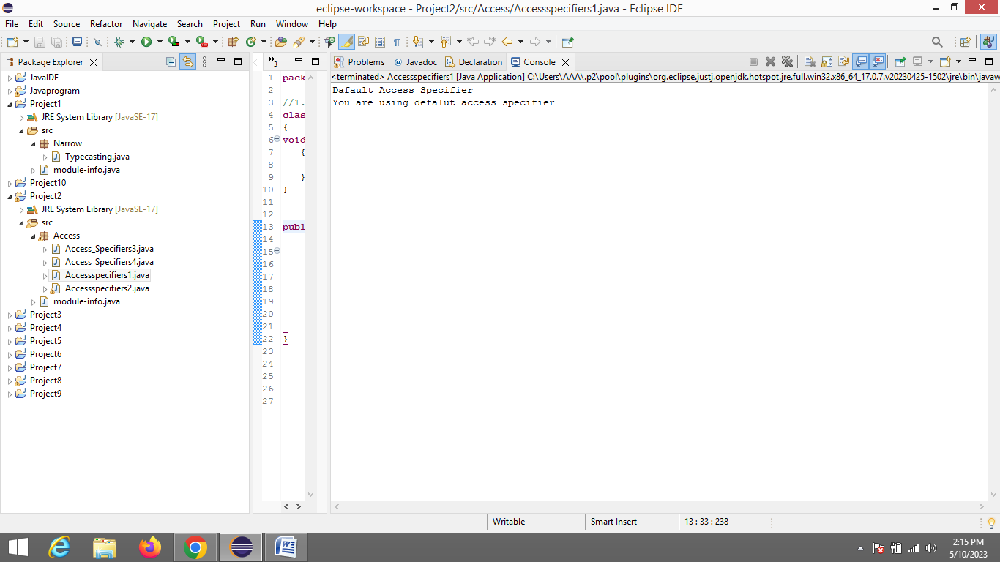 eclipse-workspace - Project2/src/Access/Accessspecifiers1.java - Eclipse IDE
File Edit Source Refactor Navigate Search Project Run Window Help
Package Explorer
JavaIDE
Javaprogram
Project1
JRE System Library [JavaSE-17]
src
Narrow
Typecasting.java
module-info.java
Project10
Project2
JRE System Library [JavaSE-17]
src
Access
Access_Specifiers3.java
Access_Specifiers4.java
Accessspecifiers1.java
Accessspecifiers2.java
module-info.java
Project3
Project4
Project5
Project6
Project7
Project8
Project9
»3
1 pack
2
3 //1.
4 clas
5 {
6 void
7 {
8
9 }
10 }
11
12
13 publ
14
15
16
17
18
19
20
21
22 }
23
24
25
26
27
Problems @ Javadoc Declaration Console
<terminated> Accessspecifiers1 [Java Application] C:\Users\AAA\.p2\pool\plugins\org.eclipse.justj.openjdk.hotspot.jre.full.win32.x86_64_17.0.7.v20230425-1502\jre\bin\javaw
Dafault Access Specifier
You are using defalut access specifier
Writable Smart Insert 13 : 33 : 238
2:15 PM
5/10/2023